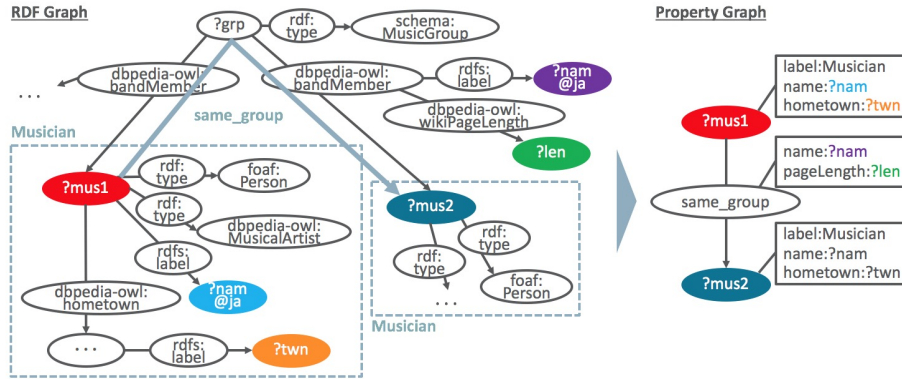 RDF Graph
?grp
rdf:
type
schema:
MusicGroup
dbpedia-owl:
bandMember
dbpedia-owl:
bandMember
rdfs:
label
?nam
@ja
...
same_group
dbpedia-owl:
wikiPageLength
?len
Musician
?mus1
rdf:
type
foaf:
Person
rdf:
type
dbpedia-owl:
MusicalArtist
rdfs:
label
?nam
@ja
dbpedia-owl:
hometown
...
rdfs:
label
?twn
?mus2
rdf:
type
rdf:
type
...
foaf:
Person
Musician
Property Graph
label:Musician
name:?nam
hometown:?twn
?mus1
name:?nam
pageLength:?len
same_group
label:Musician
name:?nam
hometown:?twn
?mus2